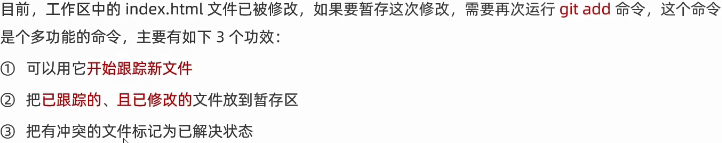 目前，工作区中的 index.html 文件已被修改，如果要暂存这次修改，需要再次运行 git add 命令，这个命令
是个多功能的命令，主要有如下 3 个功效：
① 可以用它开始跟踪新文件
② 把已跟踪的、且已修改的文件放到暂存区
③ 把有冲突的文件标记为已解决状态